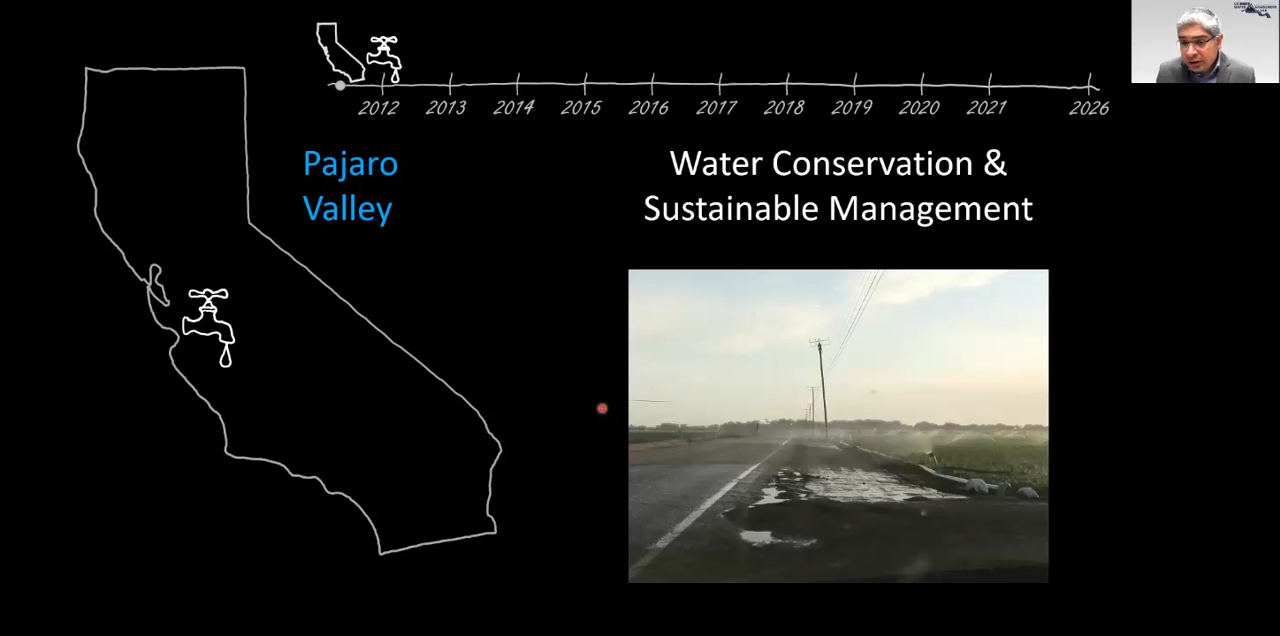 2012 2013 2014 2015 2016 2017 2018 2019 2020 2021 2026
Pajaro
Valley
Water Conservation &
Sustainable Management